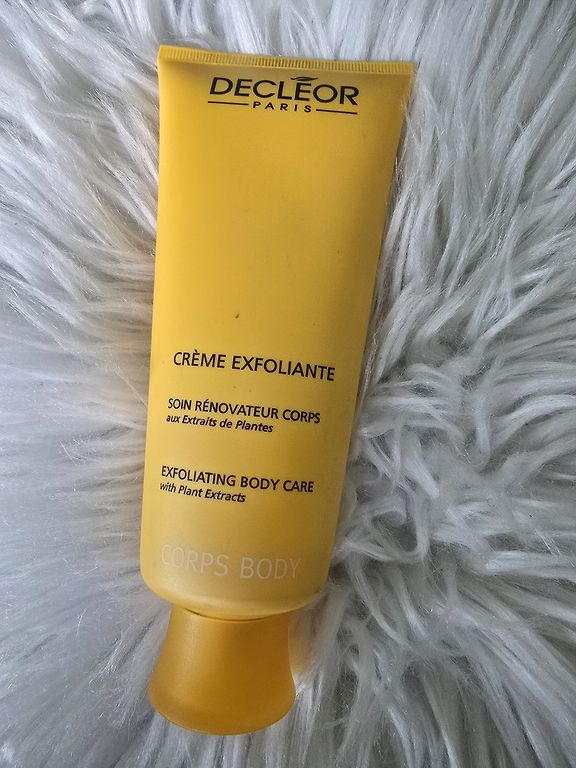 DECLÉOR
PARIS
CRÈME EXFOLIANTE
SOIN RÉNOVATEUR CORPS
aux Extraits de Plantes
EXFOLIATING BODY CARE
with Plant Extracts
CORPS BODY